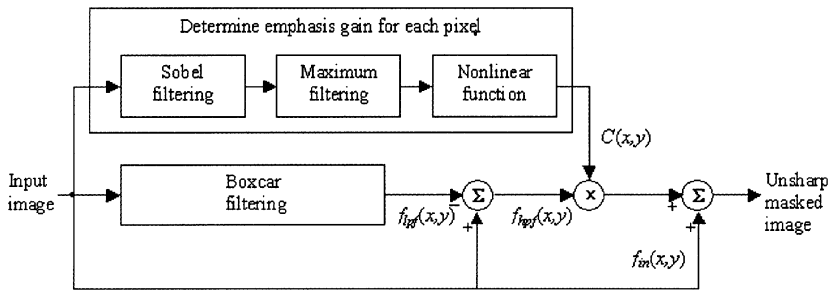 Determine emphasis gain for each pixel
Sobel
filtering
Maximum
filtering
Nonlinear
function
C(x,y)
Input
image
Boxcar
filtering
f_lpf(x,y)
−
Σ
+
f_hpf(x,y)
x
+
Σ
+
Unsharp
masked
image
f_in(x,y)